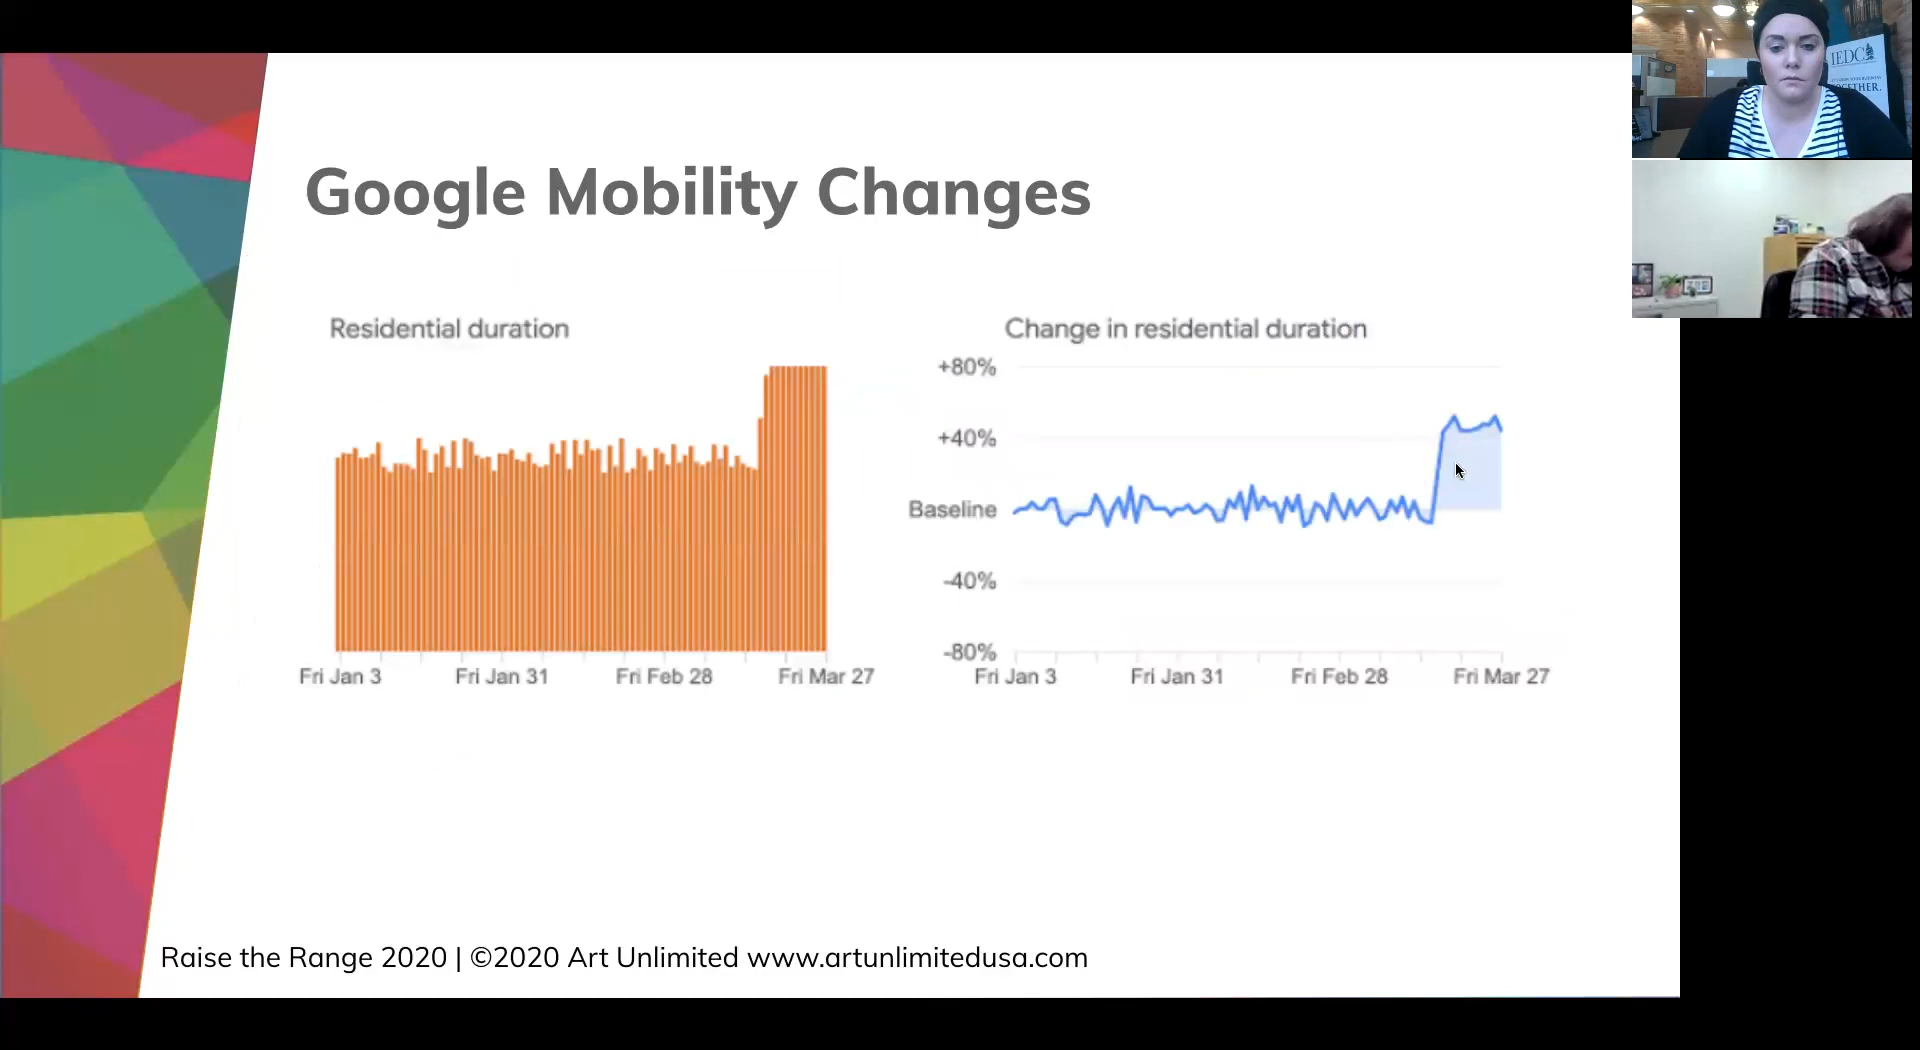 Google Mobility Changes
Residential duration
Fri Jan 3 Fri Jan 31 Fri Feb 28 Fri Mar 27
Change in residential duration
+80%
+40%
Baseline
-40%
-80%
Fri Jan 3 Fri Jan 31 Fri Feb 28 Fri Mar 27
Raise the Range 2020 | ©2020 Art Unlimited www.artunlimitedusa.com
IEDC